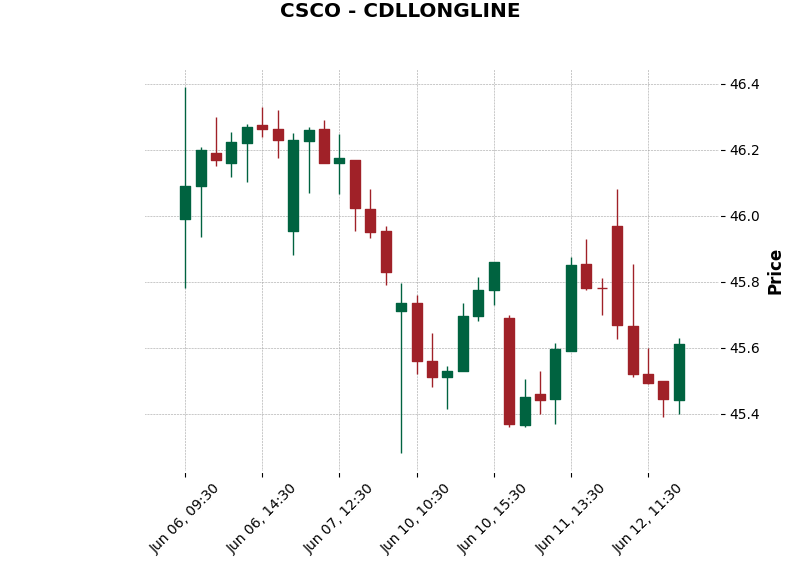 CSCO - CDLLONGLINE
46.4
46.2
46.0
45.8
45.6
45.4
Price
Jun 06, 09:30
Jun 06, 14:30
Jun 07, 12:30
Jun 10, 10:30
Jun 10, 15:30
Jun 11, 13:30
Jun 12, 11:30